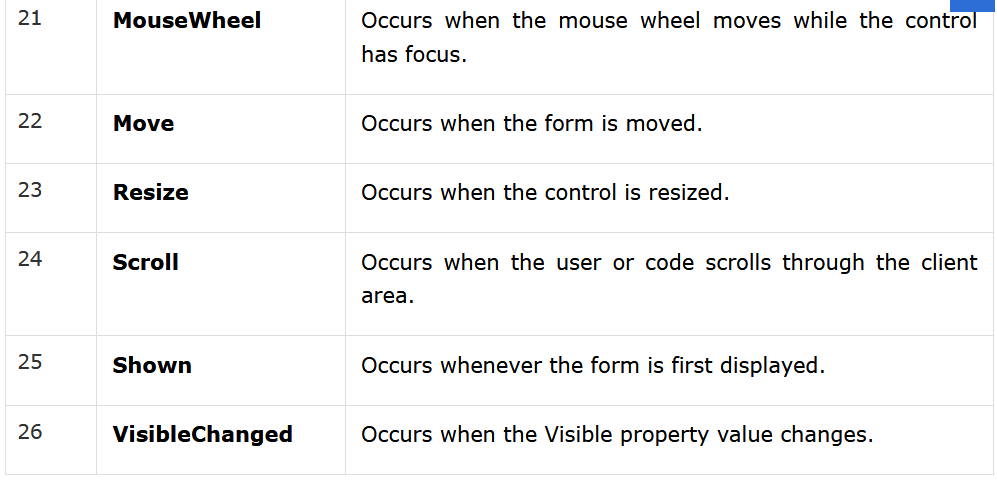 21 MouseWheel Occurs when the mouse wheel moves while the control
has focus.
22 Move Occurs when the form is moved.
23 Resize Occurs when the control is resized.
24 Scroll Occurs when the user or code scrolls through the client
area.
25 Shown Occurs whenever the form is first displayed.
26 VisibleChanged Occurs when the Visible property value changes.